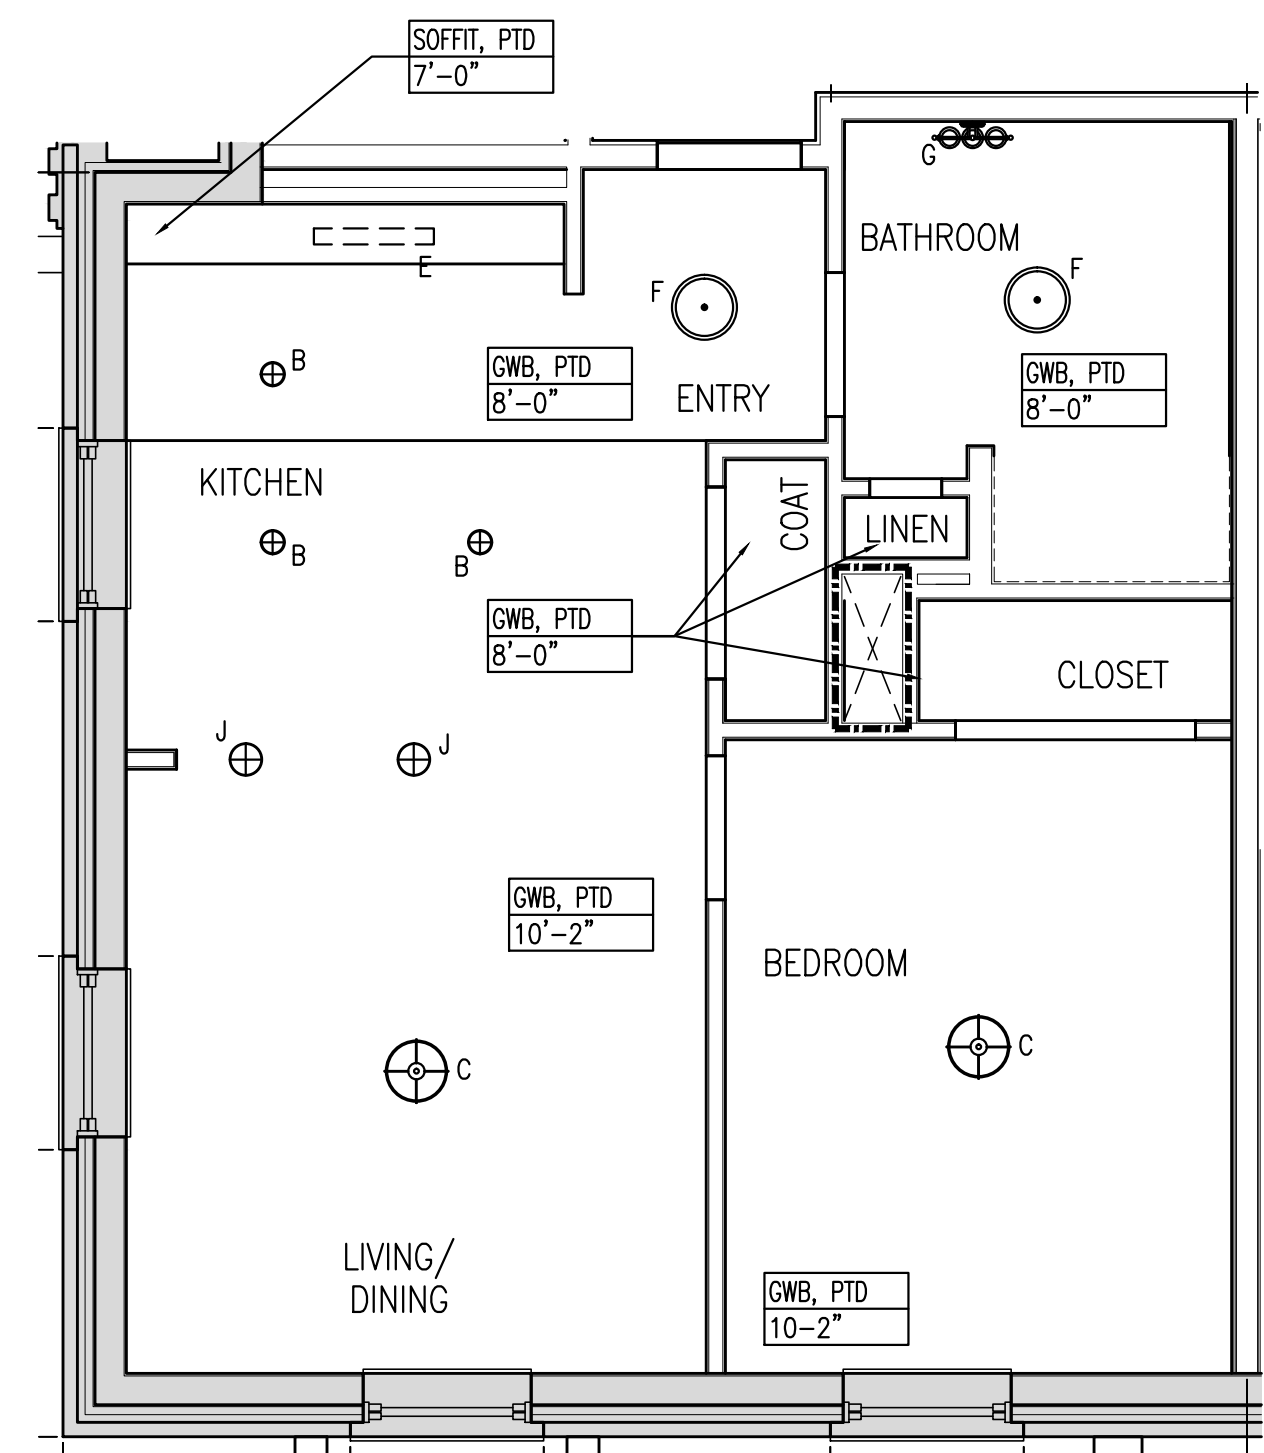 SOFFIT, PTD
7'-0"
G
BATHROOM
E
F
F
B
GWB, PTD
8'-0"
ENTRY
GWB, PTD
8'-0"
KITCHEN
COAT
LINEN
B
B
GWB, PTD
8'-0"
X
CLOSET
J
J
GWB, PTD
10'-2"
BEDROOM
C
C
LIVING/
DINING
GWB, PTD
10-2"